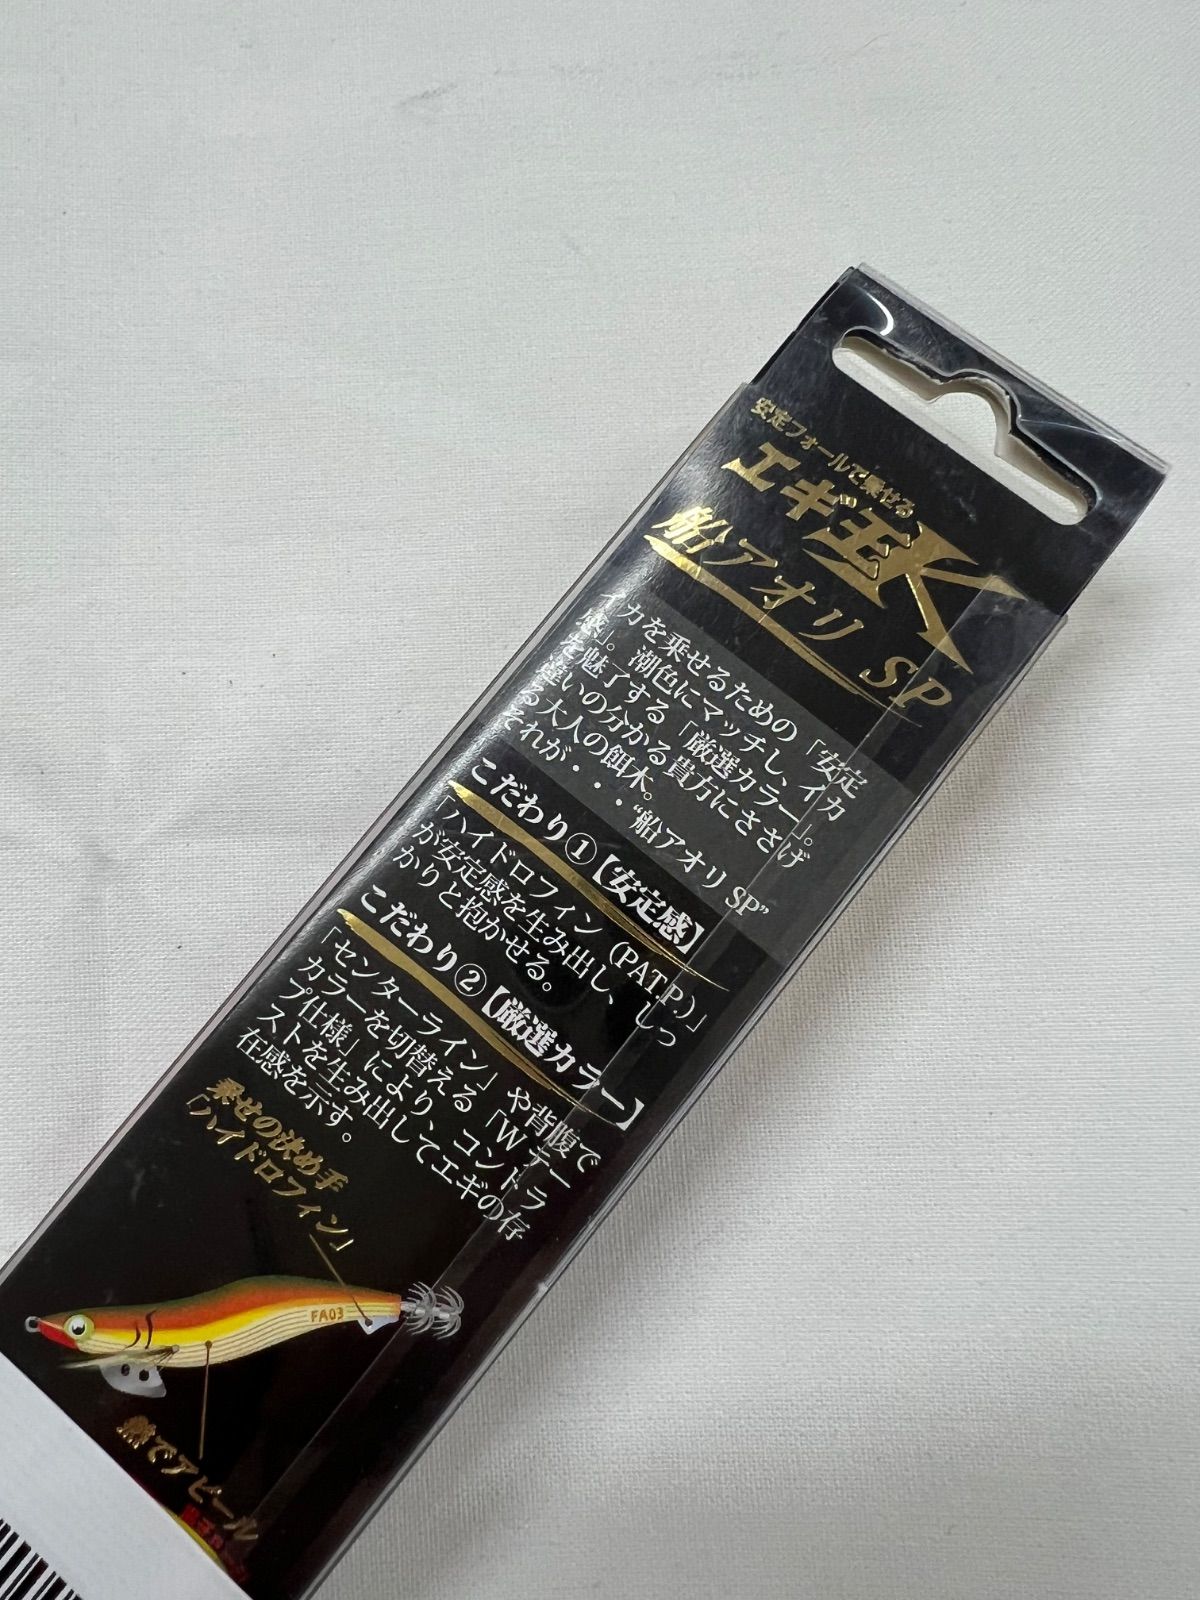 安定フォールで乗せる
エギ王K
船アオリ SP
イカを乗せるための「安定
感」。潮色にマッチし、イカ
を魅了する「厳選カラー」。
違いの分かる貴方にささげ
る大人の餌木。
それが・・・“船アオリSP”
こだわり①【安定感】
「ハイドロフィン（PAT.P.）」
が安定感を生み出し、しっ
かりと抱かせる。
こだわり②【厳選カラー】
「センターライン」や背腹で
カラーを切替える「Wテー
プ仕様」により、コントラ
ストを生み出してエギの存
在感を示す。
乗せの決め手
「ハイドロフィン」
FA03
熱でアピール